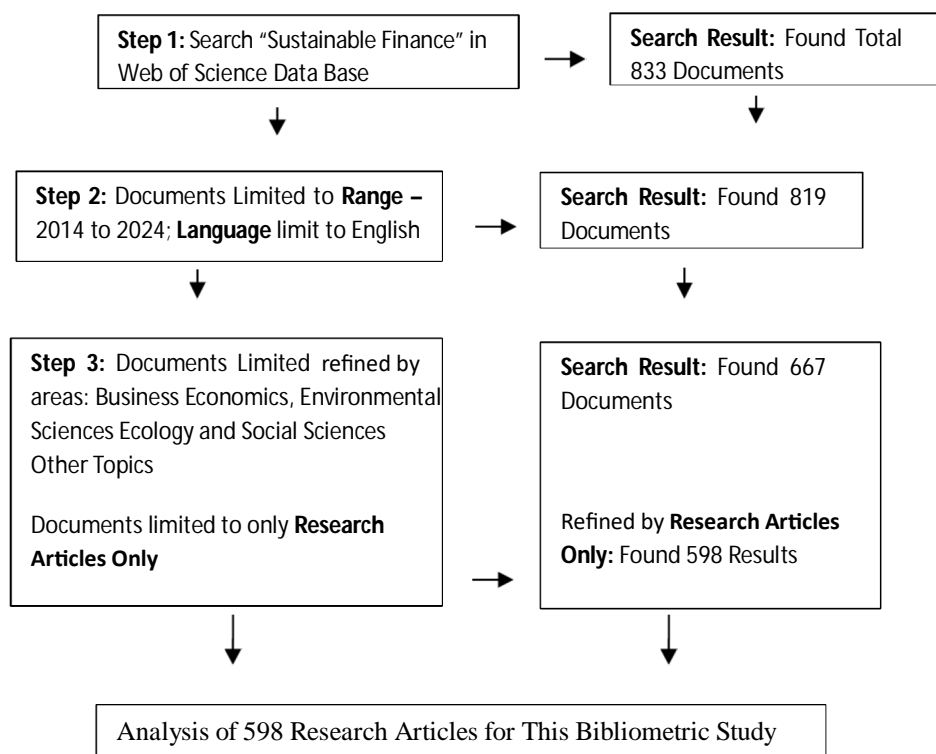 Step 1: Search “Sustainable Finance” in
Web of Science Data Base
Search Result: Found Total
833 Documents
Step 2: Documents Limited to Range –
2014 to 2024; Language limit to English
Search Result: Found 819
Documents
Step 3: Documents Limited refined by
areas: Business Economics, Environmental
Sciences Ecology and Social Sciences
Other Topics
Documents limited to only Research
Articles Only
Search Result: Found 667
Documents
Refined by Research Articles
Only: Found 598 Results
Analysis of 598 Research Articles for This Bibliometric Study